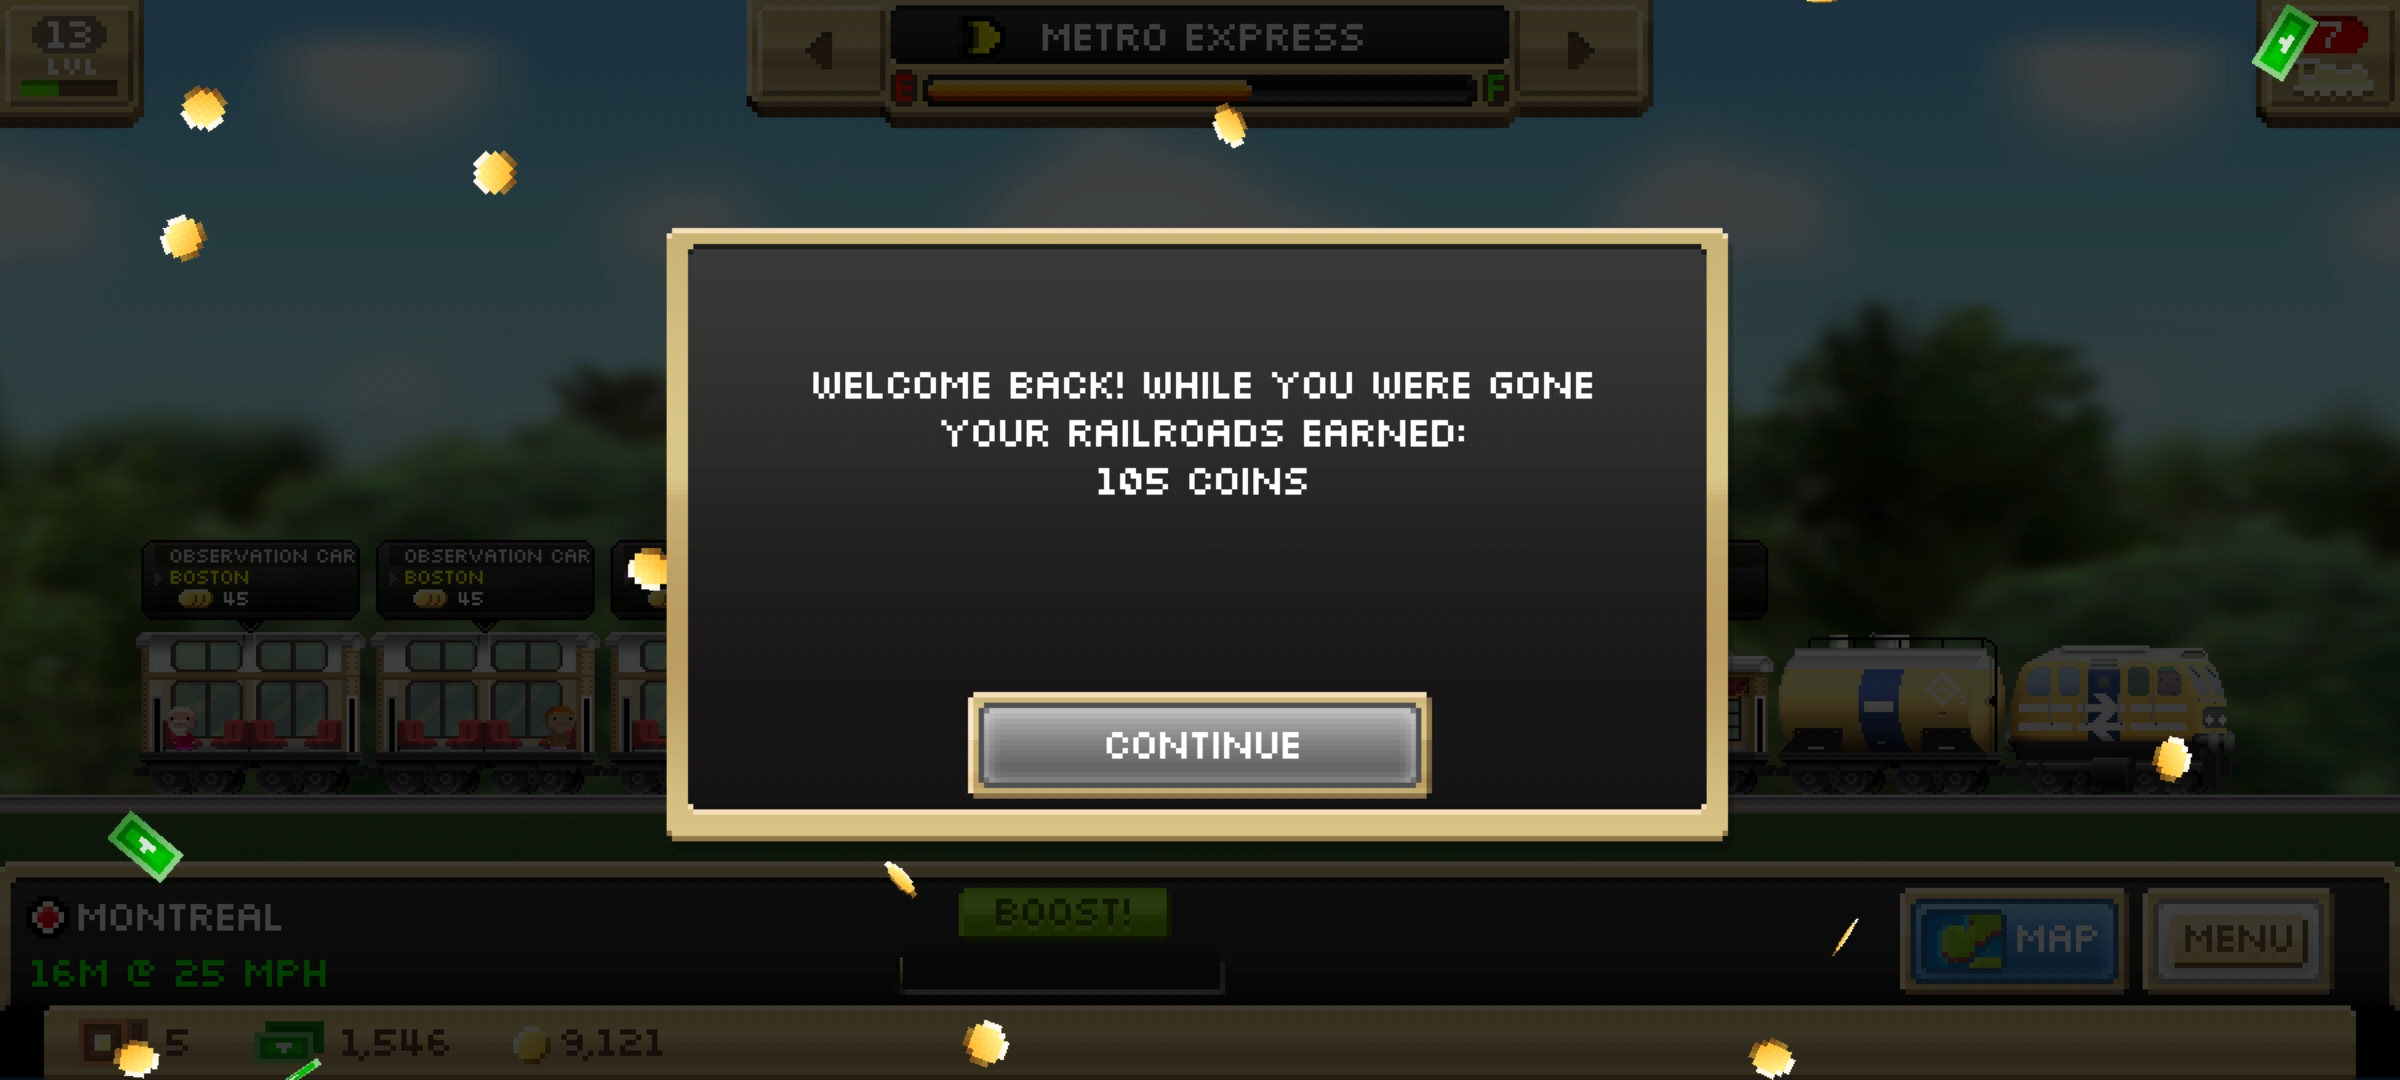 13
LVL
METRO EXPRESS
E
F
7
WELCOME BACK! WHILE YOU WERE GONE
YOUR RAILROADS EARNED:
105 COINS
CONTINUE
OBSERVATION CAR
BOSTON
45
OBSERVATION CAR
BOSTON
45
MONTREAL
16M @ 25 MPH
BOOST!
MAP
MENU
5
1,546
9,121